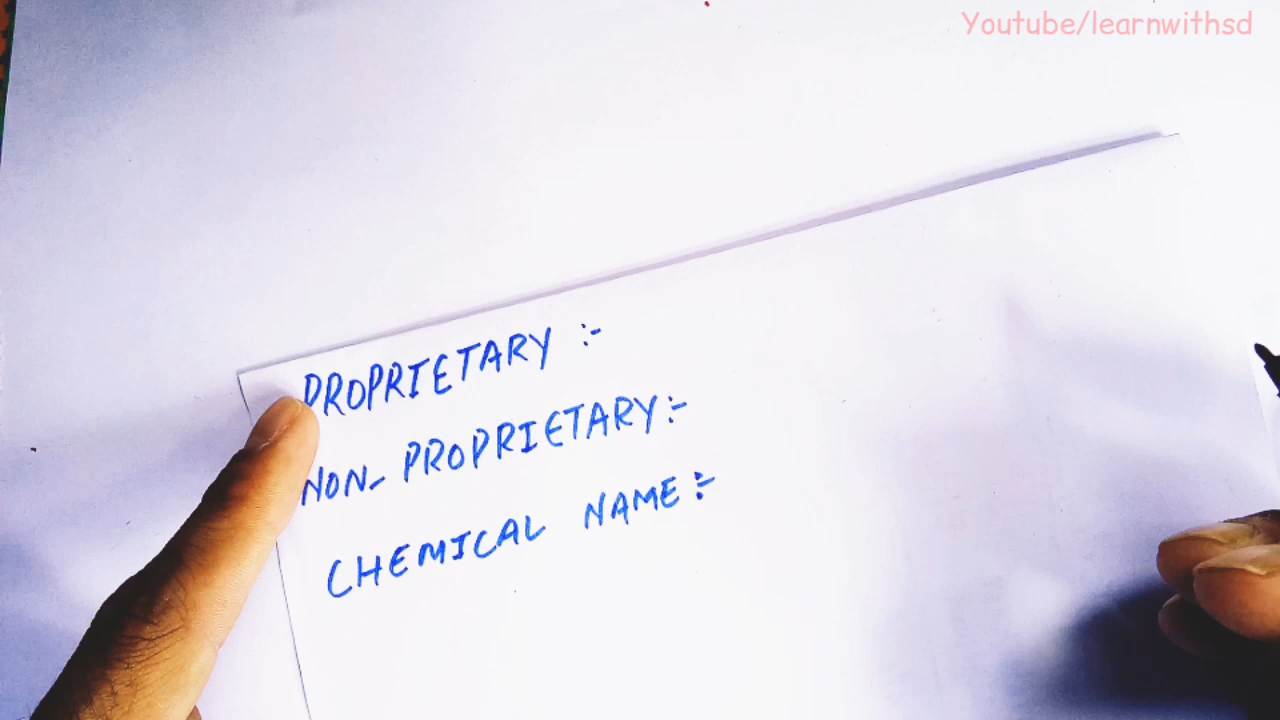 Youtube/learnwithsd
PROPRIETARY :-
NON- PROPRIETARY:-
CHEMICAL NAME:-